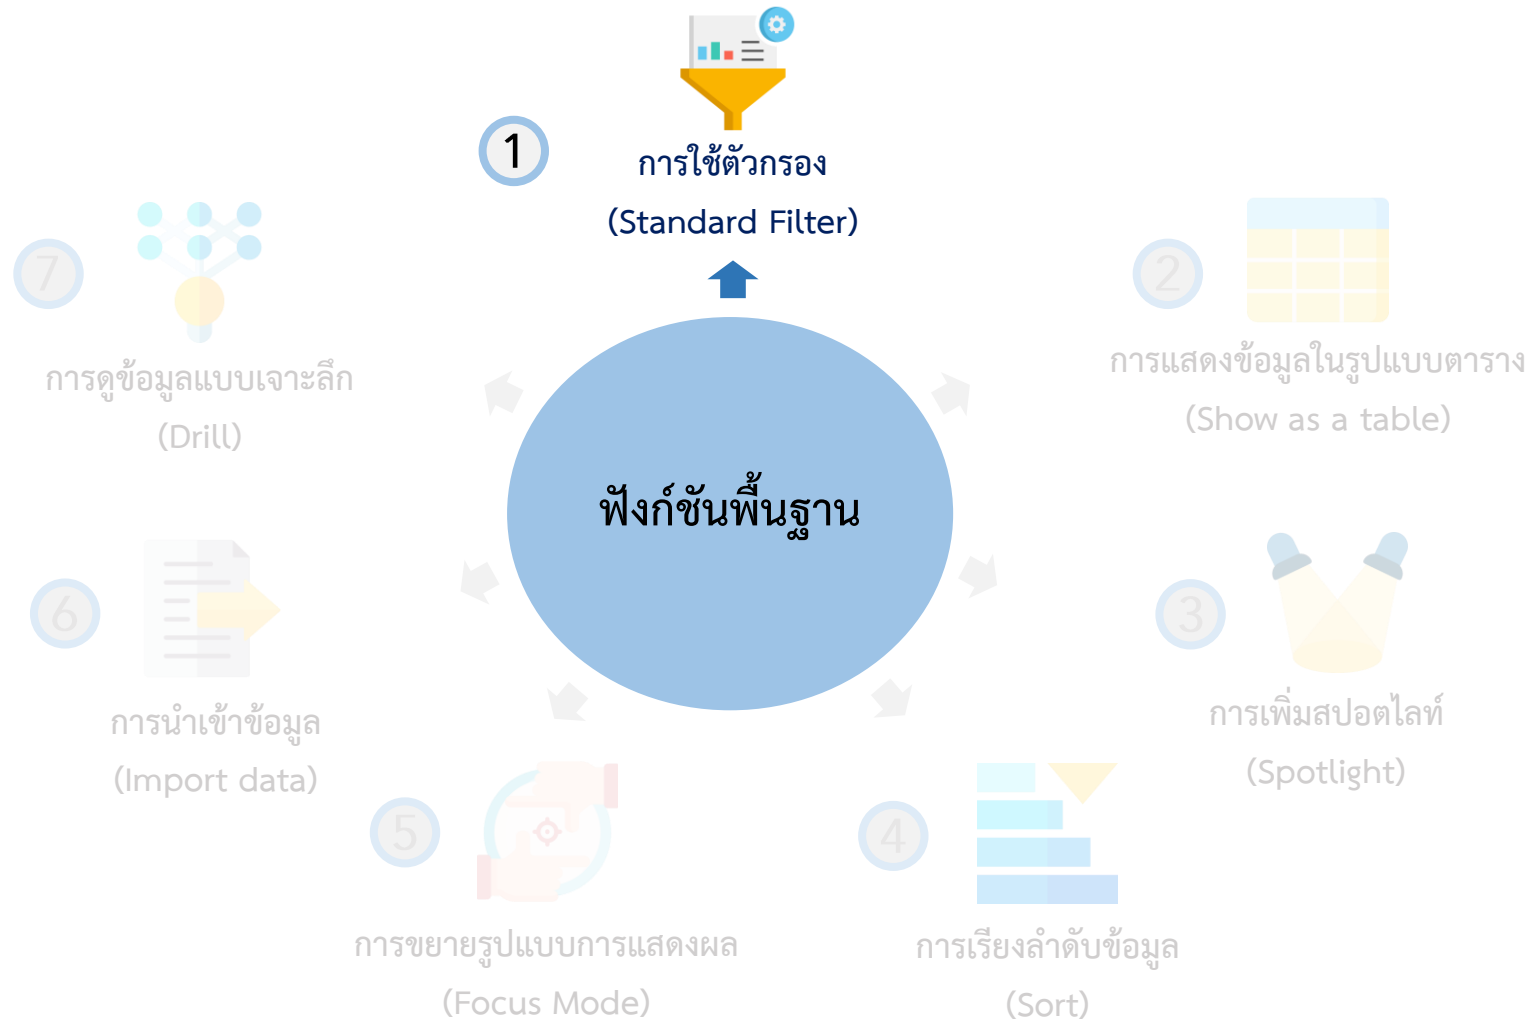 1
การใช้ตัวกรอง
(Standard Filter)
2
การแสดงข้อมูลในรูปแบบตาราง
(Show as a table)
3
การเพิ่มสปอตไลท์
(Spotlight)
4
การเรียงลำดับข้อมูล
(Sort)
5
การขยายรูปแบบการแสดงผล
(Focus Mode)
6
การนำเข้าข้อมูล
(Import data)
7
การดูข้อมูลแบบเจาะลึก
(Drill)
ฟังก์ชันพื้นฐาน